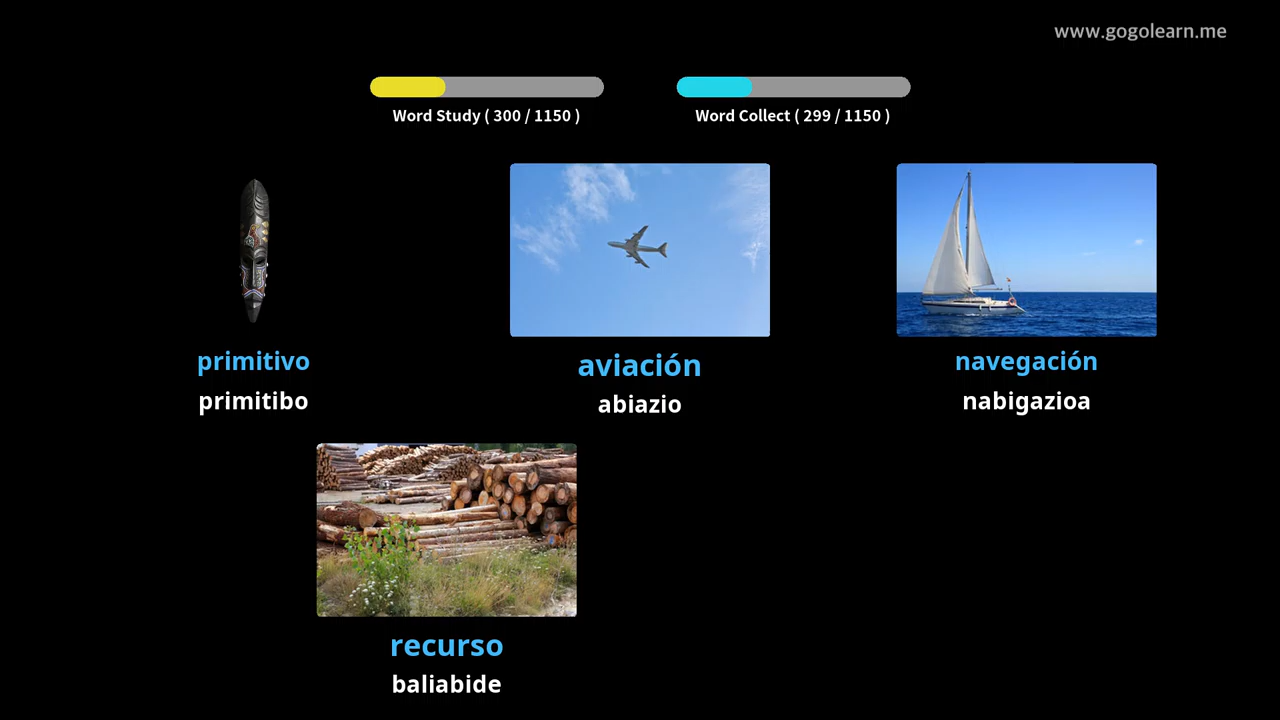 www.gogolearn.me
Word Study ( 300 / 1150 )
Word Collect ( 299 / 1150 )
primitivo
primitibo
aviación
abiazio
navegación
nabigazioa
recurso
baliabide